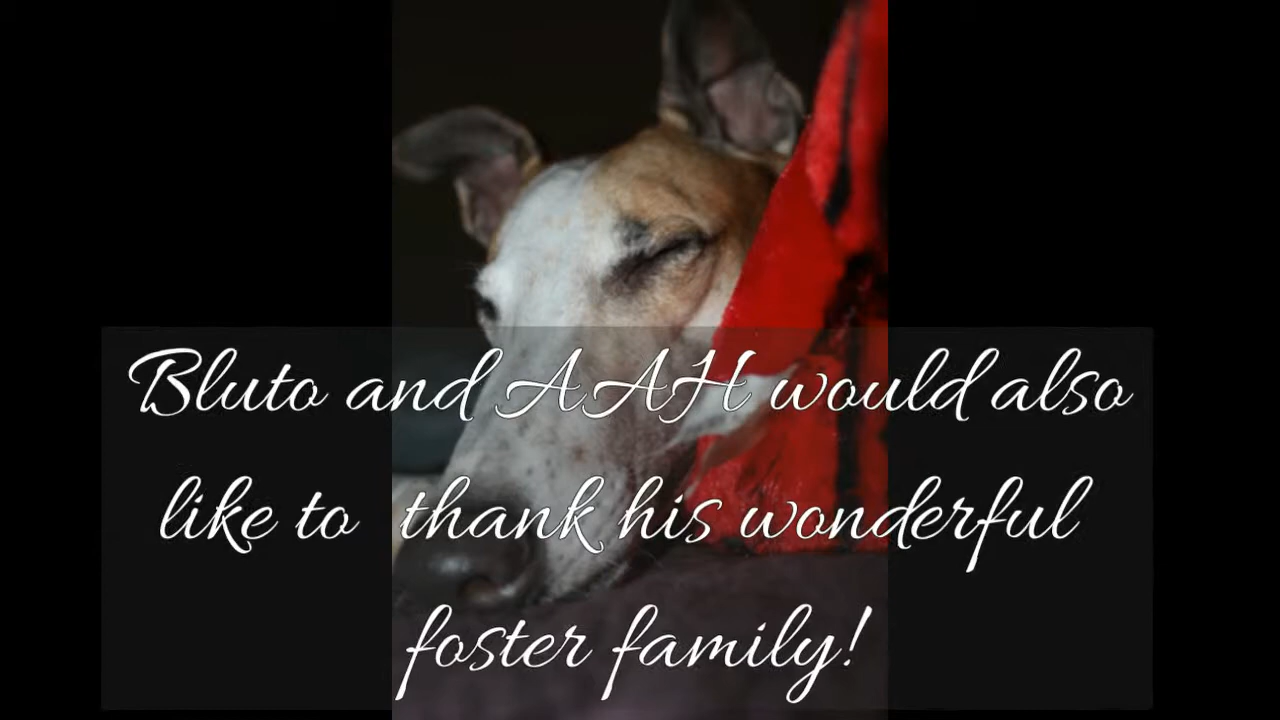 Bluto and AAH would also
like to thank his wonderful
foster family!